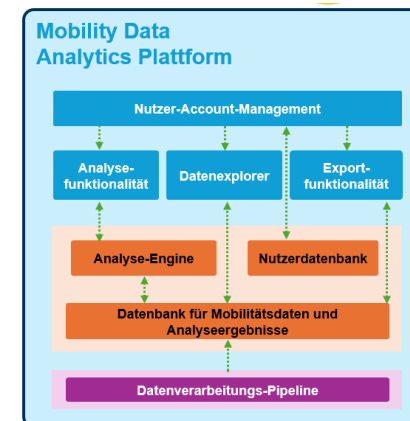 Mobility Data
Analytics Plattform
Nutzer-Account-Management
Analyse-
funktionalität
Datenexplorer
Export-
funktionalität
Analyse-Engine
Nutzerdatenbank
Datenbank für Mobilitätsdaten und
Analyseergebnisse
Datenverarbeitungs-Pipeline